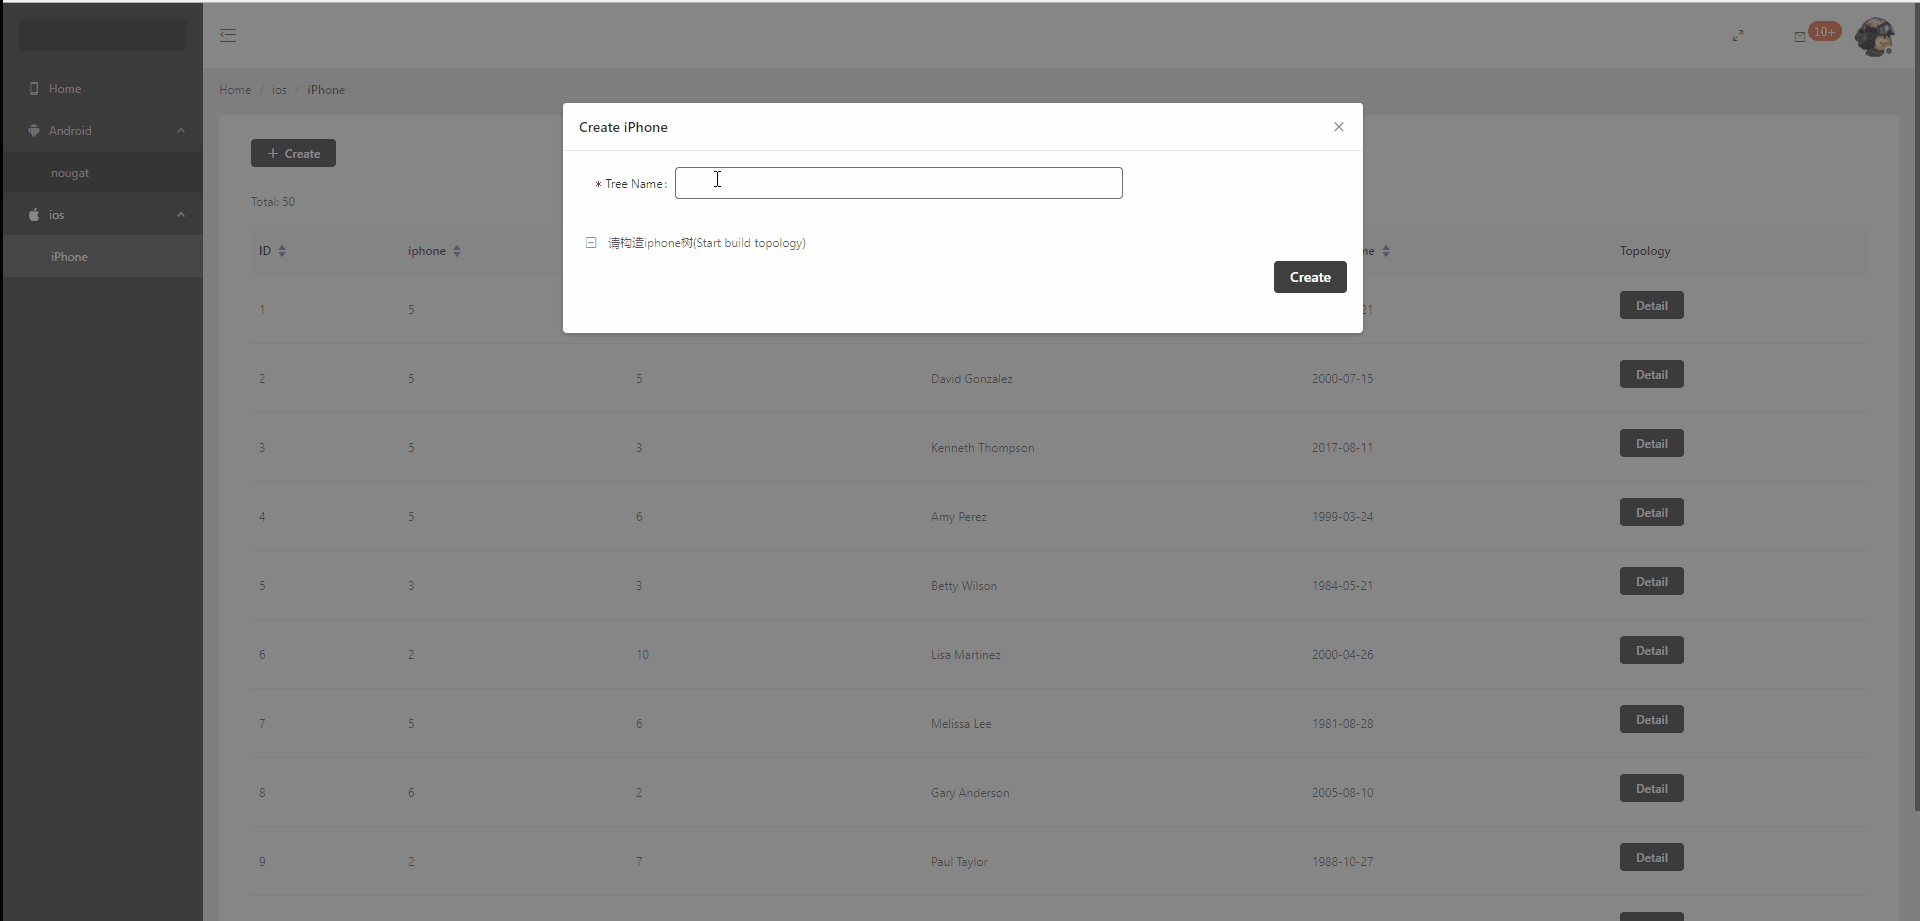 10+
Home
Android
nougat
ios
iPhone
Home / ios / iPhone
+ Create
Total: 50
Create iPhone
* Tree Name:
请构造iphone树(Start build topology)
Create
ID iphone me Topology
1 5 21 Detail
2 5 5 David Gonzalez 2000-07-15 Detail
3 5 3 Kenneth Thompson 2017-08-11 Detail
4 5 6 Amy Perez 1999-03-24 Detail
5 3 3 Betty Wilson 1984-05-21 Detail
6 2 10 Lisa Martinez 2000-04-26 Detail
7 5 6 Melissa Lee 1981-08-28 Detail
8 6 2 Gary Anderson 2005-08-10 Detail
9 2 7 Paul Taylor 1988-10-27 Detail